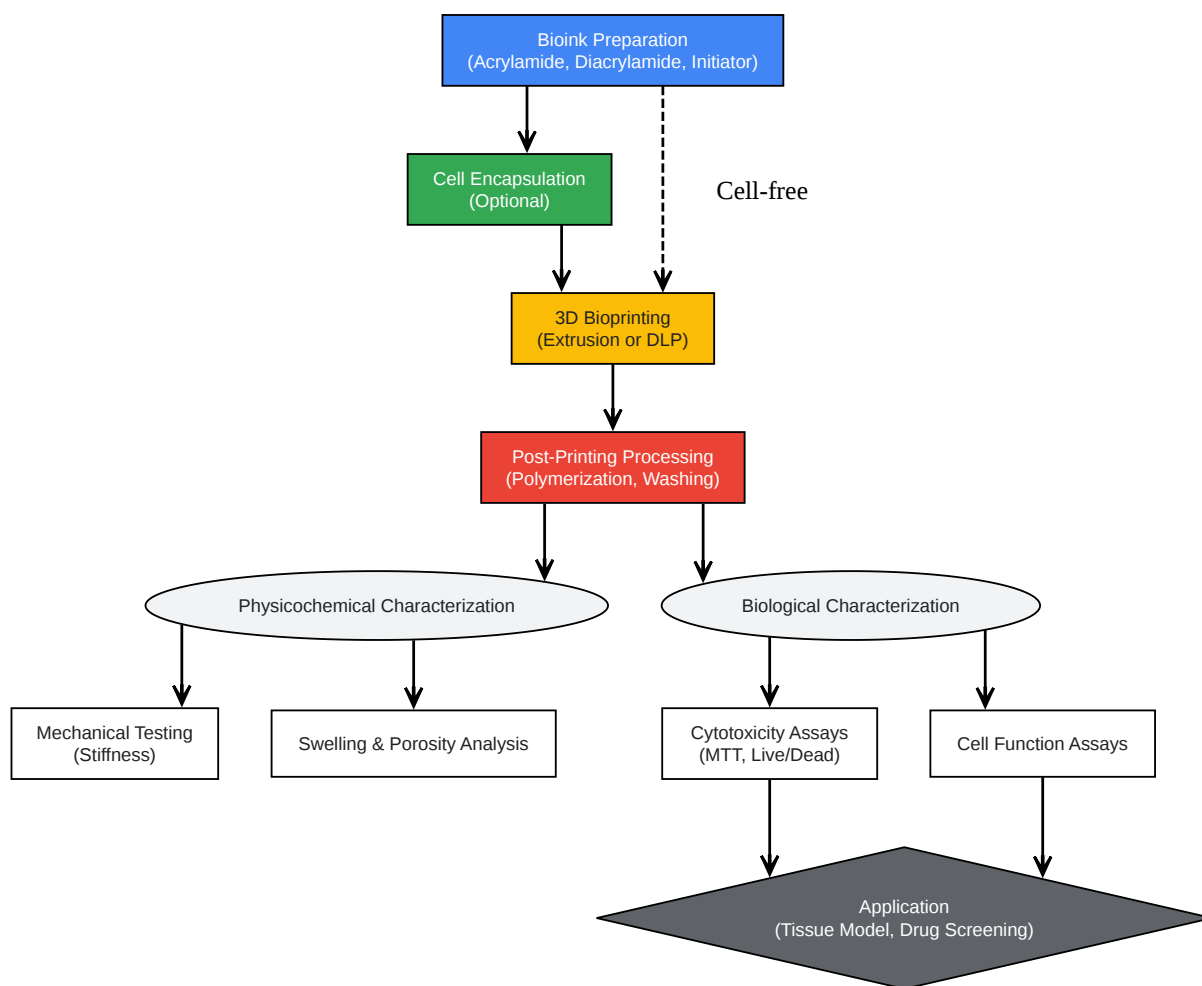 Bioink Preparation
(Acrylamide, Diacrylamide, Initiator)
Cell Encapsulation
(Optional)
Cell-free
3D Bioprinting
(Extrusion or DLP)
Post-Printing Processing
(Polymerization, Washing)
Physicochemical Characterization
Biological Characterization
Mechanical Testing
(Stiffness)
Swelling & Porosity Analysis
Cytotoxicity Assays
(MTT, Live/Dead)
Cell Function Assays
Application
(Tissue Model, Drug Screening)